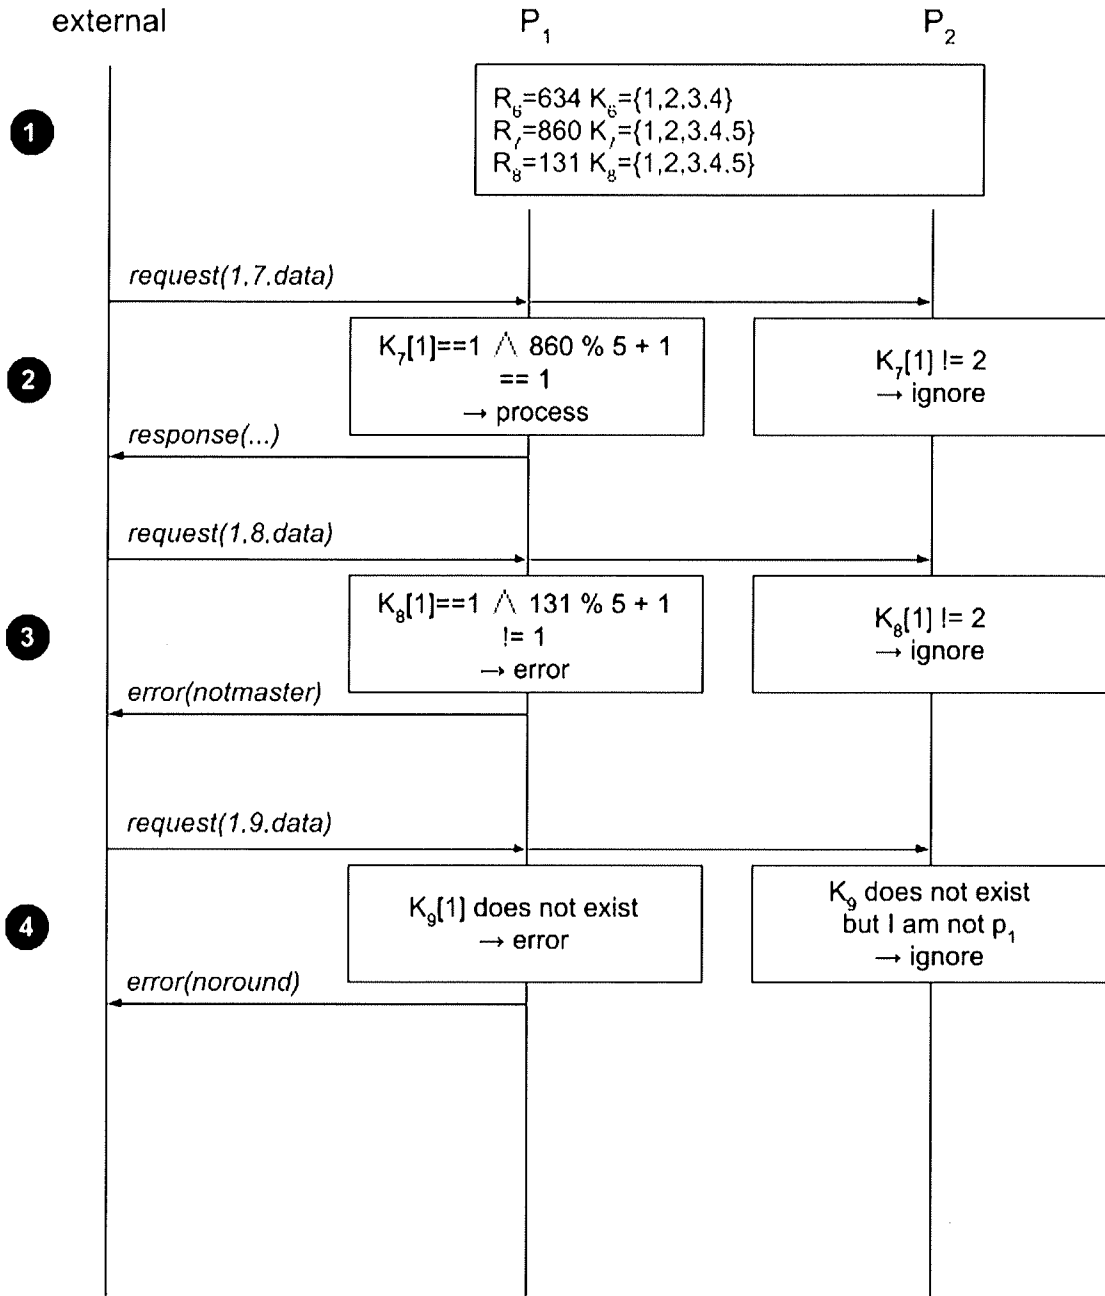 external P₁ P₂
1
R₆=634 K₆={1,2,3.4}
R₇=860 K₇={1,2,3.4.5}
R₈=131 K₈={1,2,3.4.5}
request(1.7.data)
2
K₇[1]==1 ∧ 860 % 5 + 1
== 1
→ process
K₇[1] != 2
→ ignore
response(...)
request(1.8.data)
3
K₈[1]==1 ∧ 131 % 5 + 1
!= 1
→ error
K₈[1] != 2
→ ignore
error(notmaster)
request(1.9.data)
4
K₉[1] does not exist
→ error
K₉ does not exist
but I am not p₁
→ ignore
error(noround)